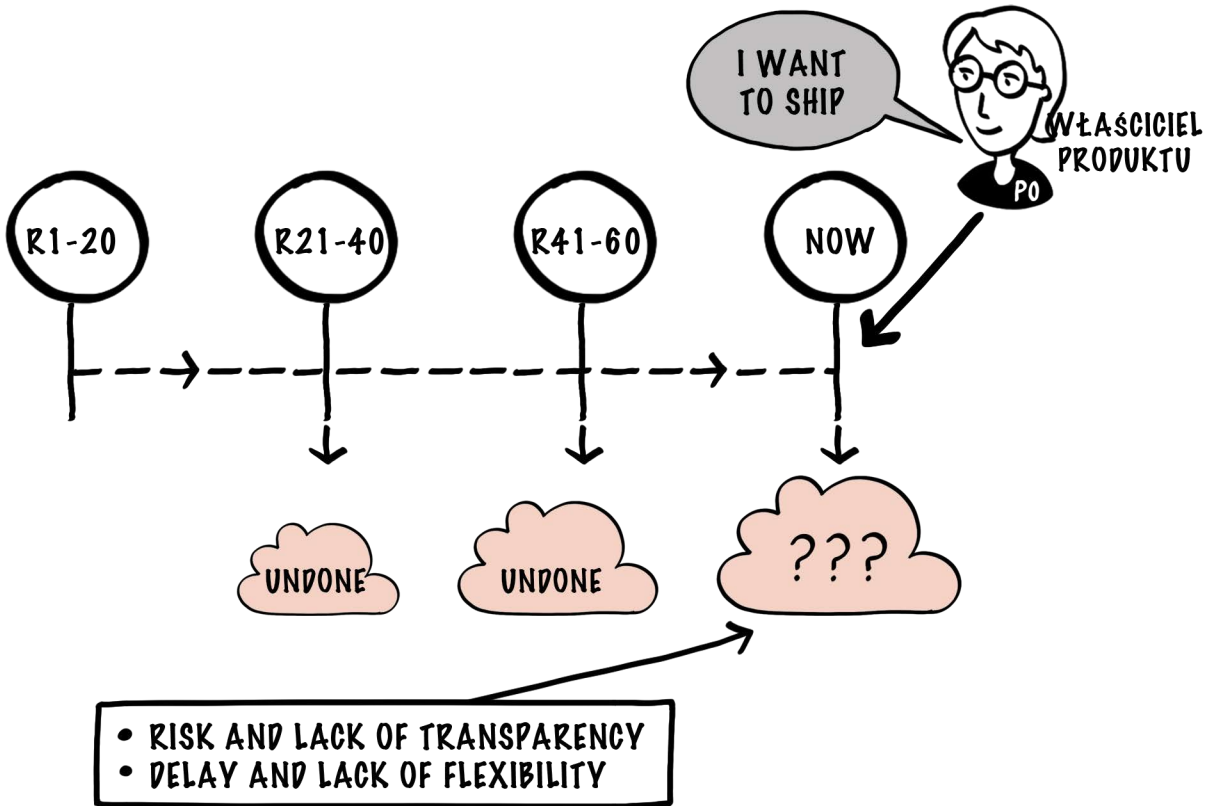 I WANT
TO SHIP
WŁAŚCICIEL
PRODUKTU
PO
R1-20
R21-40
R41-60
NOW
UNDONE
UNDONE
???
• RISK AND LACK OF TRANSPARENCY
• DELAY AND LACK OF FLEXIBILITY